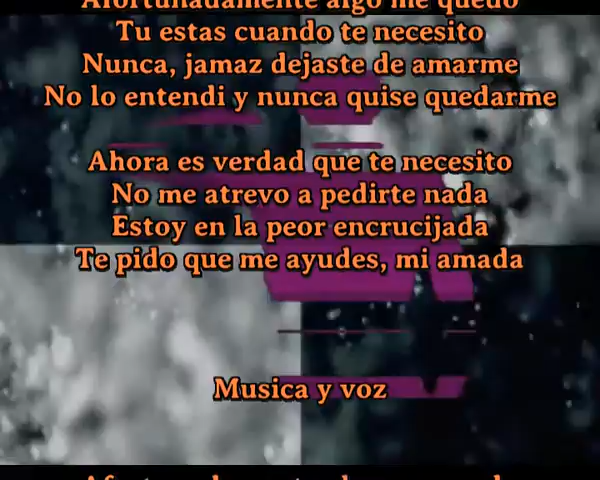 Afortunadamente algo me quedo
Tu estas cuando te necesito
Nunca, jamaz dejaste de amarme
No lo entendi y nunca quise quedarme
Ahora es verdad que te necesito
No me atrevo a pedirte nada
Estoy en la peor encrucijada
Te pido que me ayudes, mi amada
Musica y voz